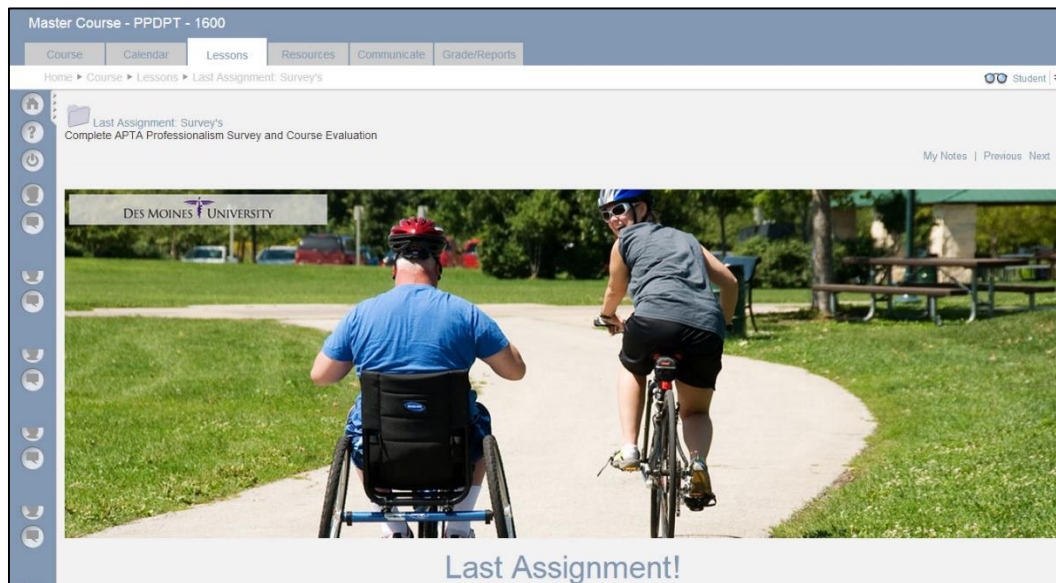 Master Course - PPDPT - 1600
Course Calendar Lessons Resources Communicate Grade/Reports
Home ▸ Course ▸ Lessons ▸ Last Assignment: Survey's
Student
Last Assignment: Survey's
Complete APTA Professionalism Survey and Course Evaluation
My Notes | Previous Next
DES MOINES UNIVERSITY
Last Assignment!